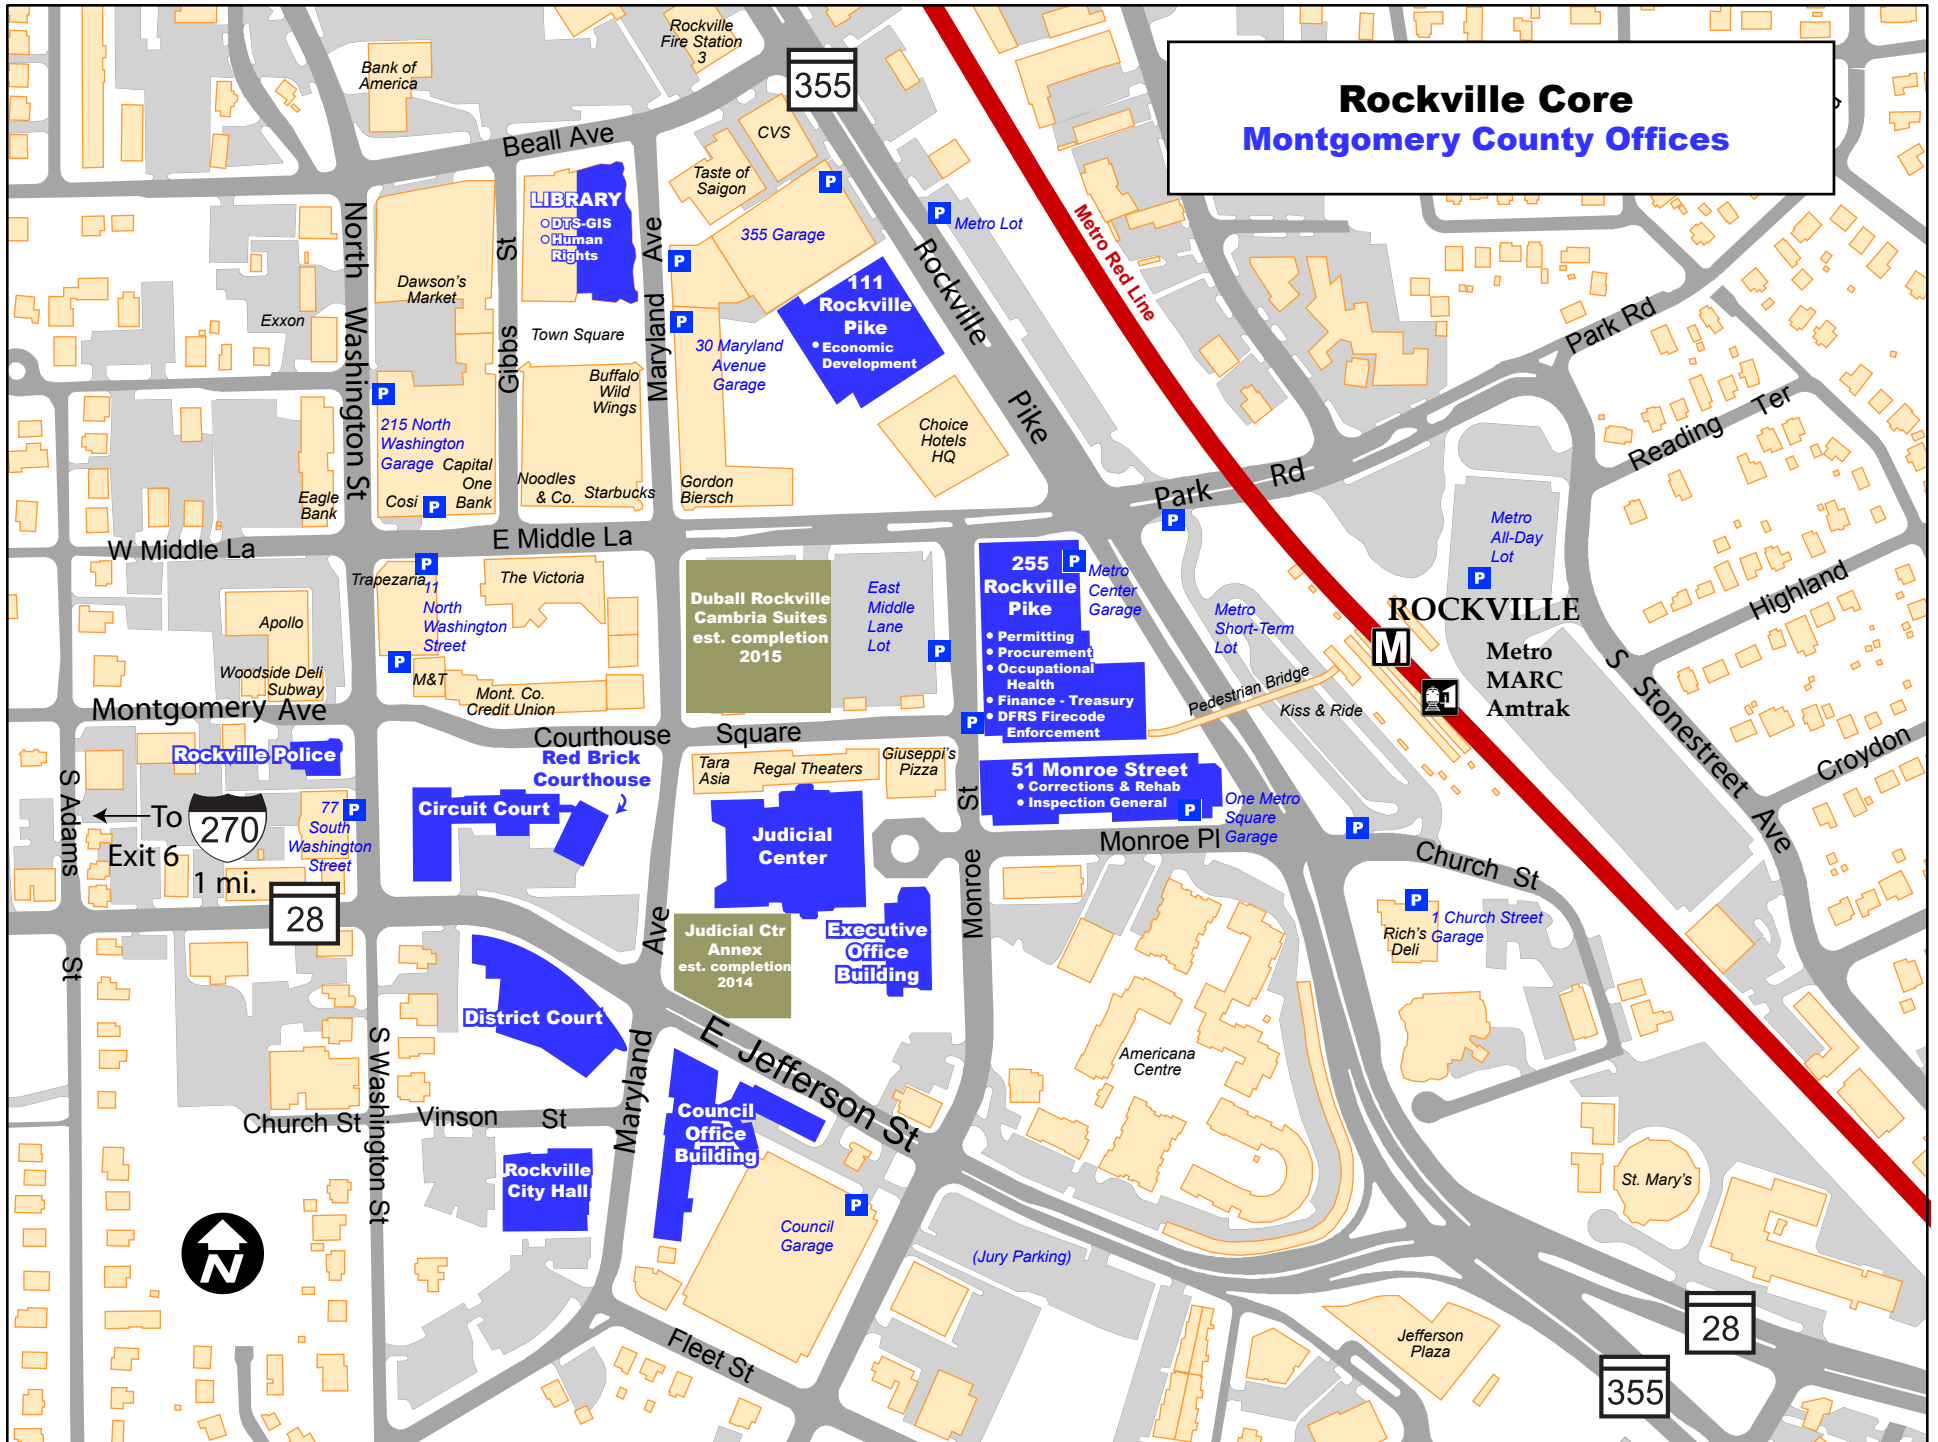 Rockville Core
Montgomery County Offices
Rockville
Fire Station
3
355
Bank of
America
Beall Ave
CVS
Taste of
Saigon
P
355 Garage
P
Metro Lot
LIBRARY
DTS-GIS
Human
Rights
North Washington St
Gibbs St
Maryland Ave
Rockville Pike
Metro Red Line
P
P
Dawson's
Market
Exxon
Town Square
111
Rockville
Pike
• Economic
Development
30 Maryland
Avenue
Garage
Buffalo
Wild
Wings
P
215 North
Washington
Garage
Capital
One
Bank
Cosi
P
Eagle
Bank
Noodles
& Co.
Starbucks
Gordon
Biersch
Choice
Hotels
HQ
Park Rd
Park Rd
Reading Ter
Highland
Croydon
S Stonestreet Ave
W Middle La
E Middle La
P
Metro
All-Day
Lot
P
Trapezaria
P
11
North
Washington
Street
P
The Victoria
Apollo
Woodside Deli
Subway
M&T
Mont. Co.
Credit Union
Duball Rockville
Cambria Suites
est. completion
2015
East
Middle
Lane
Lot
P
255
Rockville
Pike
• Permitting
• Procurement
• Occupational
Health
• Finance - Treasury
• DFRS Firecode
Enforcement
P
Metro
Center
Garage
Metro
Short-Term
Lot
Pedestrian Bridge
Kiss & Ride
ROCKVILLE
M
Metro
MARC
Amtrak
Montgomery Ave
Courthouse Square
P
Rockville Police
Red Brick
Courthouse
Circuit Court
Tara
Asia
Regal Theaters
Giuseppi's
Pizza
51 Monroe Street
• Corrections & Rehab
• Inspection General
P
One Metro
Square
Garage
S Adams St
To
270
Exit 6
1 mi.
28
77
South
Washington
Street
P
Judicial
Center
Monroe St
Monroe Pl
P
Church St
P
1 Church Street
Garage
Rich's
Deli
Judicial Ctr
Annex
est. completion
2014
Executive
Office
Building
District Court
E Jefferson St
Maryland Ave
S Washington St
Church St
Vinson St
Council
Office
Building
Rockville
City Hall
Americana
Centre
P
Council
Garage
(Jury Parking)
St. Mary's
N
Fleet St
Jefferson
Plaza
28
355